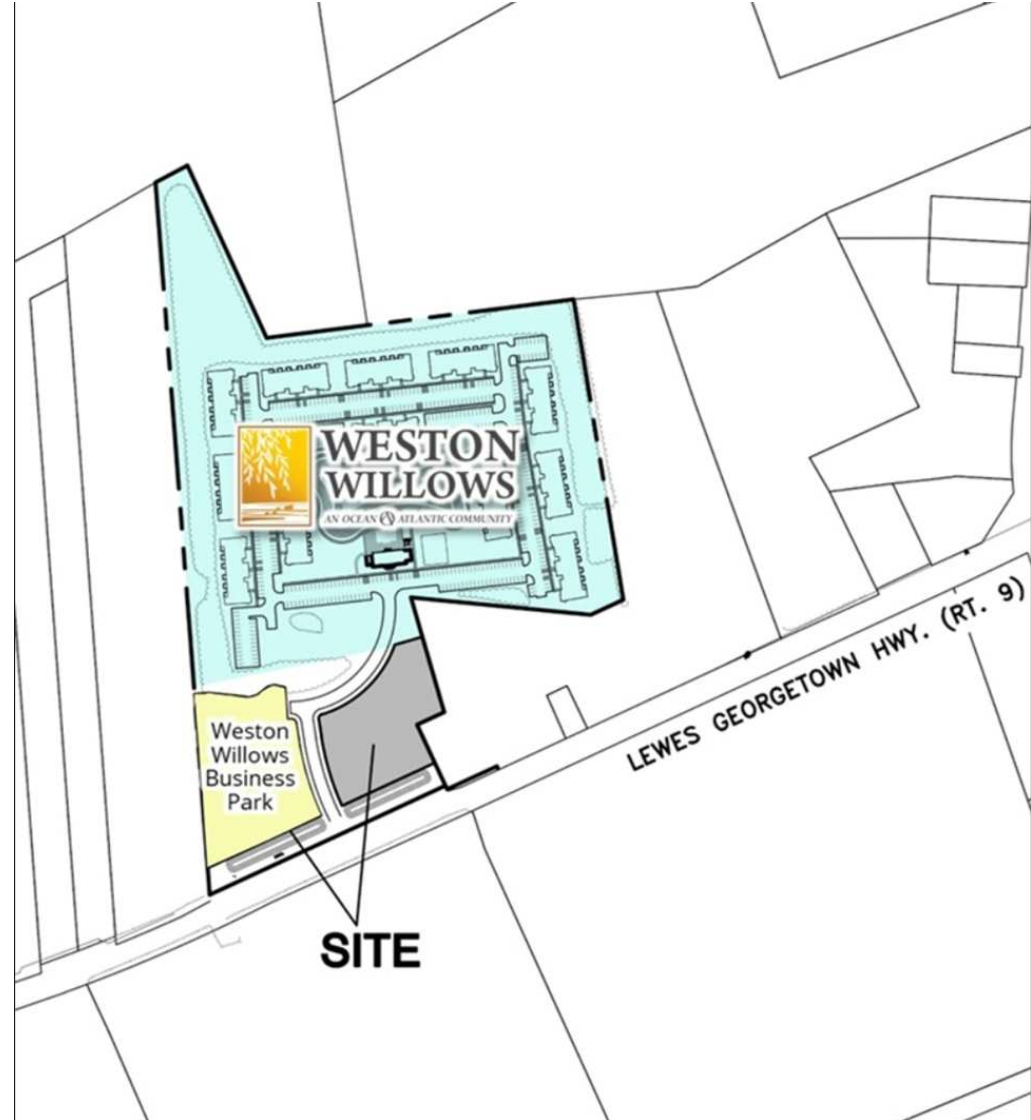 WESTON
WILLOWS
AN OCEAN ATLANTIC COMMUNITY
Weston
Willows
Business
Park
LEWES GEORGETOWN HWY. (RT. 9)
SITE